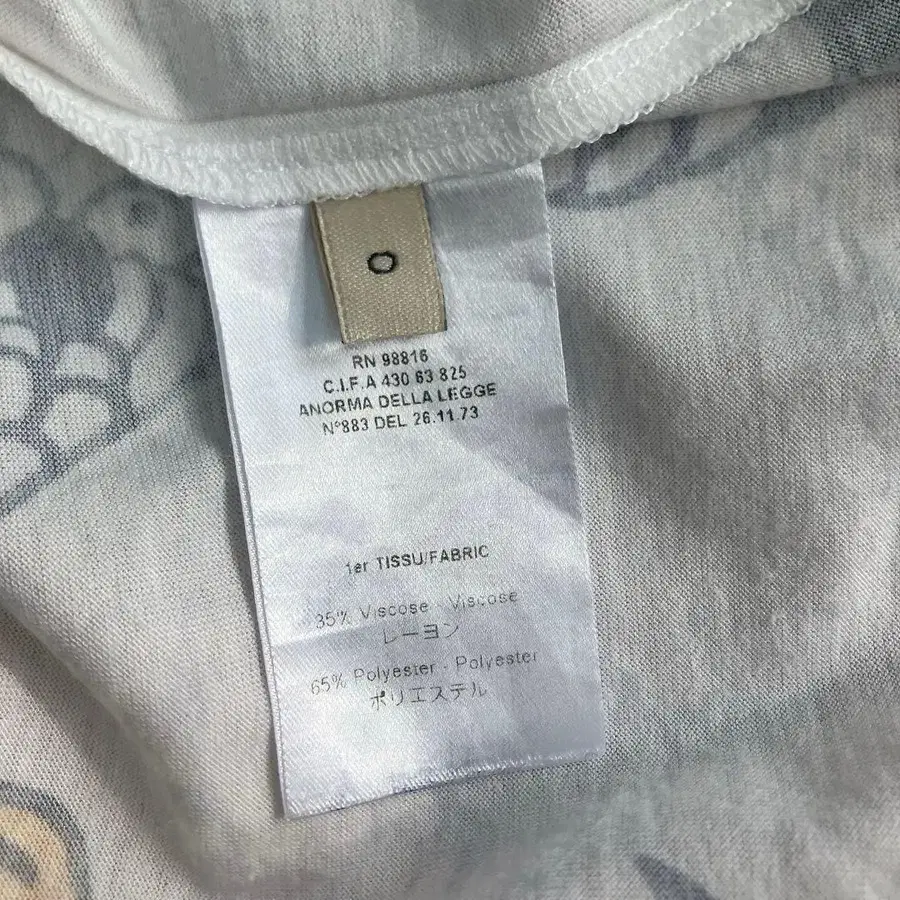 0
RN 98816
C.I.F.A 430 63 825
ANORMA DELLA LEGGE
N°883 DEL 26.11.73
1er TISSU/FABRIC
35% Viscose - Viscose
レーヨン
65% Polyester - Polyester
ポリエステル